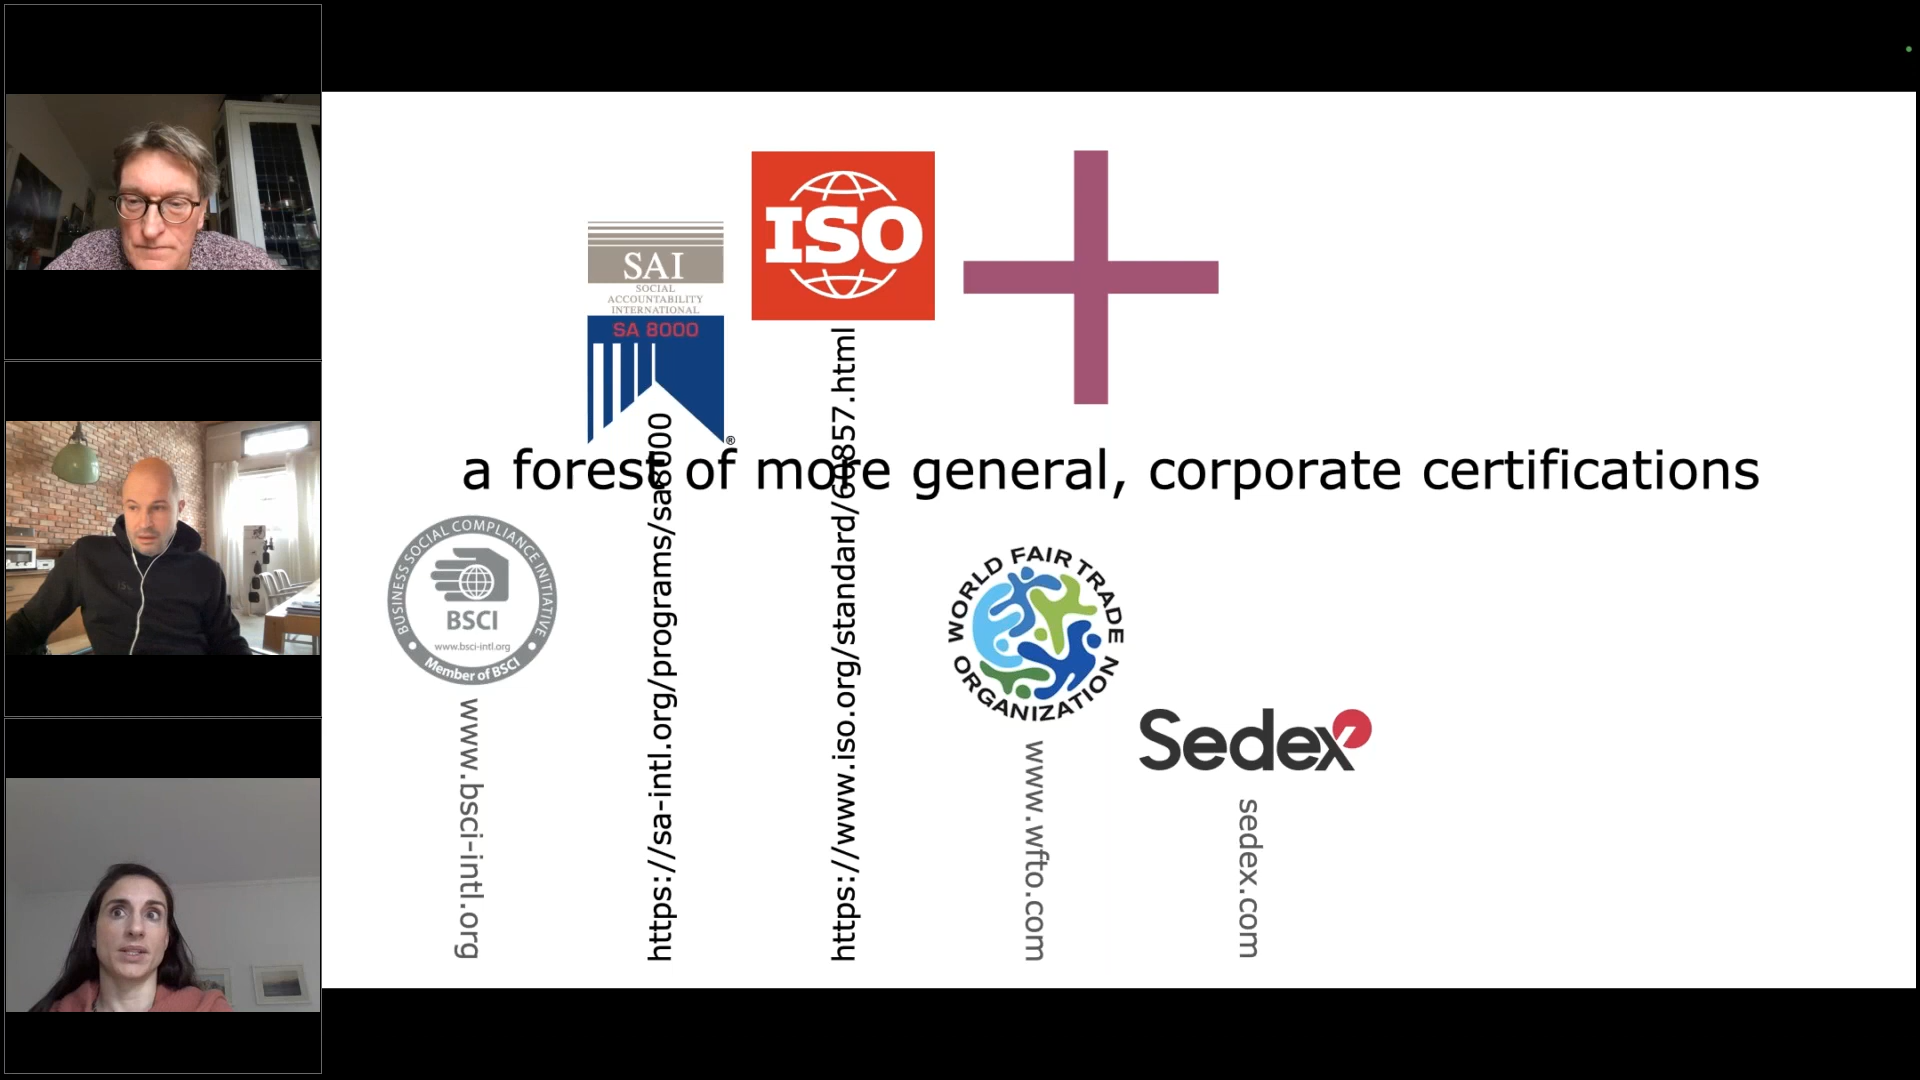 ISO
SAI
SOCIAL
ACCOUNTABILITY
INTERNATIONAL
SA 8000
®
a forest of more general, corporate certifications
BUSINESS SOCIAL COMPLIANCE INITIATIVE
BSCI
www.bsci-intl.org
Member of BSCI
WORLD FAIR TRADE
ORGANIZATION
Sedex
www.bsci-intl.org
https://sa-intl.org/programs/sa8000
https://www.iso.org/standard/60857.html
www.wfto.com
sedex.com